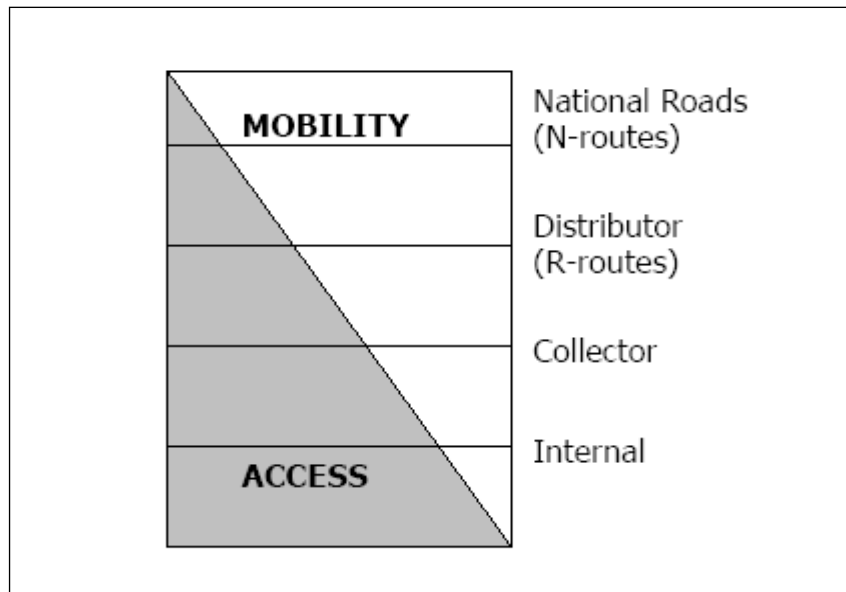 MOBILITY
National Roads
(N-routes)
Distributor
(R-routes)
Collector
Internal
ACCESS